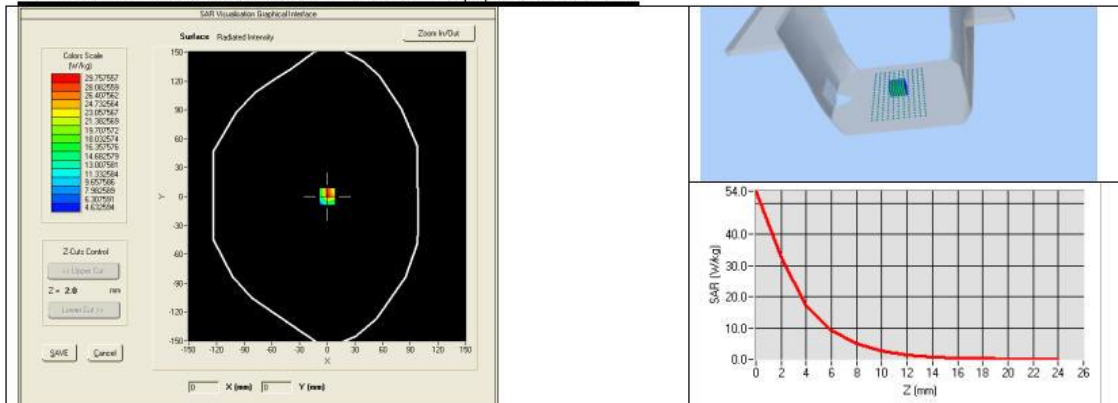 SAR Visualisation Graphical Interface
Surface Radiated Intensity
Zoom In/Out
Colors Scale
(W/kg)
29.757567
28.082559
26.407562
24.732564
23.057567
21.382569
19.707572
18.032574
16.357576
14.682579
13.007581
11.332584
9.657586
7.982589
6.307591
4.632594
Z-Cuts Control
<< Upper Cut
Z = 2.0 mm
Lower Cut >>
SAVE Cancel
150
120
90
60
30
0
-30
-60
-90
-120
-150
Y
-150 -120 -90 -60 -30 0 30 60 90 120 150
X
0 X (mm) 0 Y (mm)
54.0
40.0
30.0
20.0
10.0
0.0
SAR (W/kg)
0 2 4 6 8 10 12 14 16 18 20 22 24 26
Z (mm)